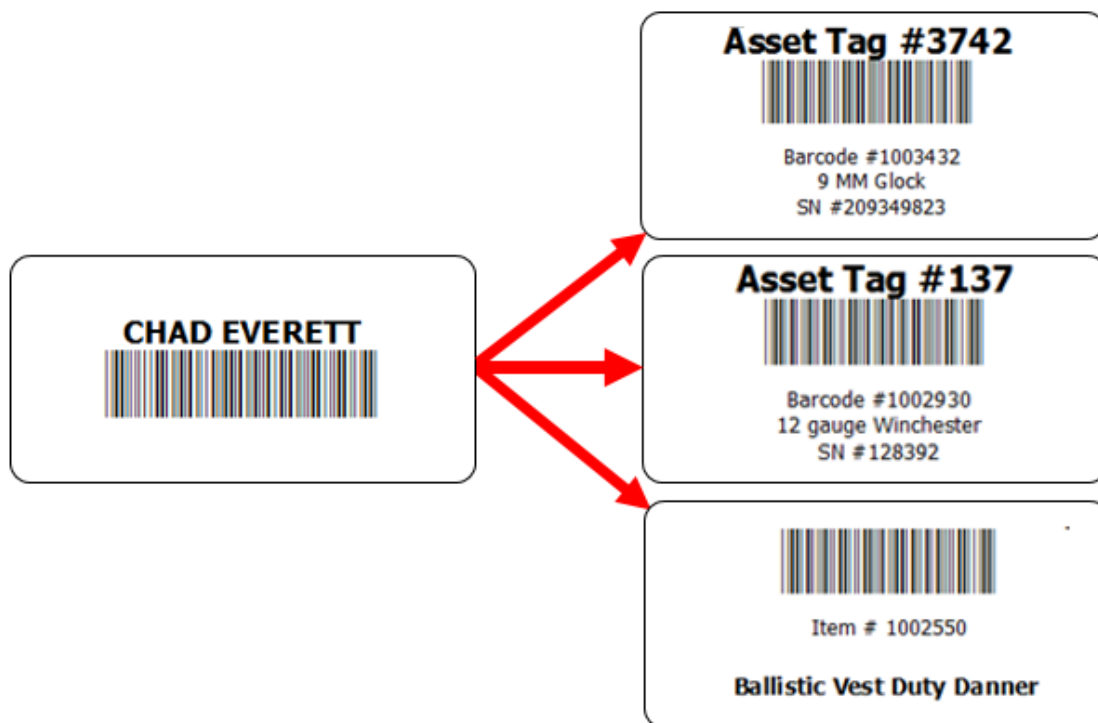 Asset Tag #3742
Barcode #1003432
9 MM Glock
SN #209349823
CHAD EVERETT
Asset Tag #137
Barcode #1002930
12 gauge Winchester
SN #128392
Item # 1002550
Ballistic Vest Duty Danner